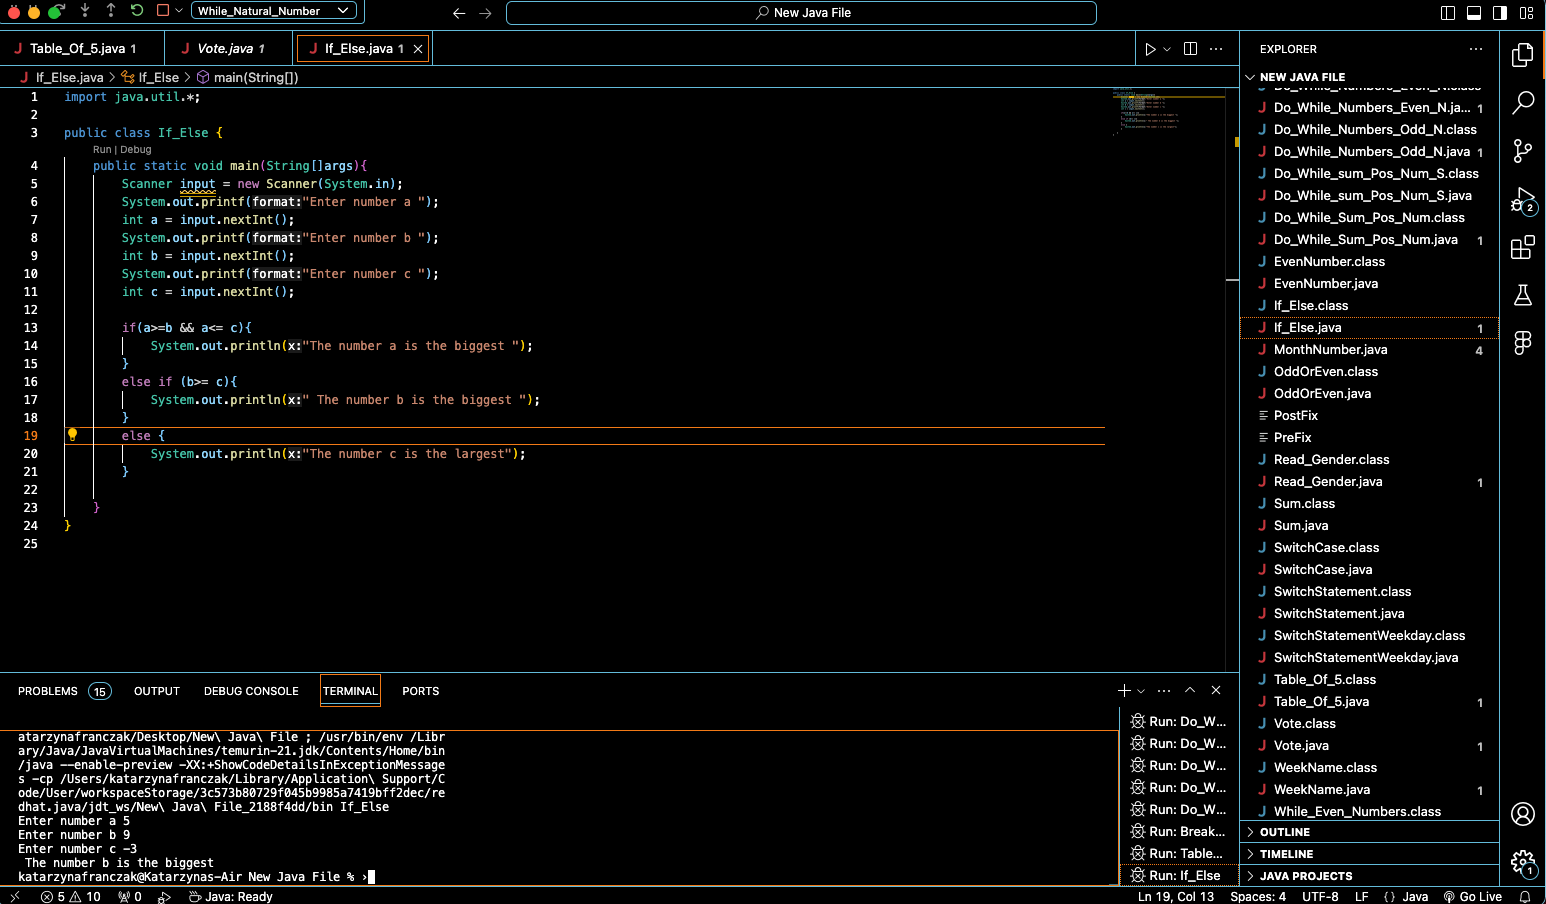 While_Natural_Number
New Java File
Table_Of_5.java 1
Vote.java 1
If_Else.java 1
If_Else.java > If_Else > main(String[])
1 import java.util.*;
2
3 public class If_Else {
Run | Debug
4 public static void main(String[]args){
5 Scanner input = new Scanner(System.in);
6 System.out.printf(format:"Enter number a ");
7 int a = input.nextInt();
8 System.out.printf(format:"Enter number b ");
9 int b = input.nextInt();
10 System.out.printf(format:"Enter number c ");
11 int c = input.nextInt();
12
13 if(a>=b && a<= c){
14 System.out.println(x:"The number a is the biggest ");
15 }
16 else if (b>= c){
17 System.out.println(x:" The number b is the biggest ");
18 }
19 else {
20 System.out.println(x:"The number c is the largest");
21 }
22
23 }
24 }
25
EXPLORER
NEW JAVA FILE
Do_While_Numbers_Even_N.class
Do_While_Numbers_Even_N.ja... 1
Do_While_Numbers_Odd_N.class
Do_While_Numbers_Odd_N.java 1
Do_While_sum_Pos_Num_S.class
Do_While_sum_Pos_Num_S.java
Do_While_Sum_Pos_Num.class
Do_While_Sum_Pos_Num.java 1
EvenNumber.class
EvenNumber.java
If_Else.class
If_Else.java 1
MonthNumber.java 4
OddOrEven.class
OddOrEven.java
PostFix
PreFix
Read_Gender.class
Read_Gender.java 1
Sum.class
Sum.java
SwitchCase.class
SwitchCase.java
SwitchStatement.class
SwitchStatement.java
SwitchStatementWeekday.class
SwitchStatementWeekday.java
Table_Of_5.class
Table_Of_5.java 1
Vote.class
Vote.java 1
WeekName.class
WeekName.java 1
While_Even_Numbers.class
OUTLINE
TIMELINE
JAVA PROJECTS
2
1
PROBLEMS 15 OUTPUT DEBUG CONSOLE TERMINAL PORTS
atarzynafranczak/Desktop/New\ Java\ File ; /usr/bin/env /Libr
ary/Java/JavaVirtualMachines/temurin-21.jdk/Contents/Home/bin
/java --enable-preview -XX:+ShowCodeDetailsInExceptionMessage
s -cp /Users/katarzynafranczak/Library/Application\ Support/C
ode/User/workspaceStorage/3c573b80729f045b9985a7419bff2dec/re
dhat.java/jdt_ws/New\ Java\ File_2188f4dd/bin If_Else
Enter number a 5
Enter number b 9
Enter number c -3
The number b is the biggest
katarzynafranczak@Katarzynas-Air New Java File % ›
Run: Do_W...
Run: Do_W...
Run: Do_W...
Run: Do_W...
Run: Do_W...
Run: Break...
Run: Table...
Run: If_Else
5 10 0 Java: Ready
Ln 19, Col 13 Spaces: 4 UTF-8 LF {} Java Go Live